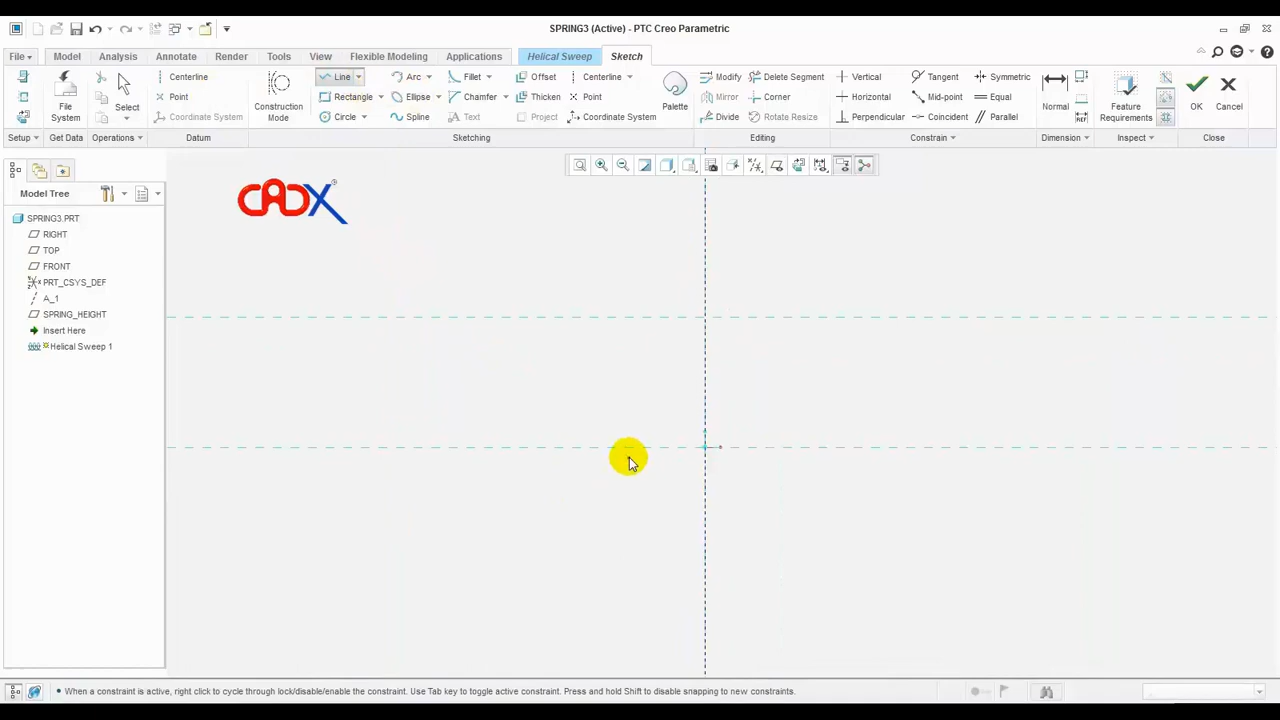 SPRING3 (Active) - PTC Creo Parametric
File Model Analysis Annotate Render Tools View Flexible Modeling Applications Helical Sweep Sketch
Centerline Line Arc Fillet Offset Centerline Modify Delete Segment Vertical Tangent Symmetric
File System Select Point Construction Mode Rectangle Ellipse Chamfer Thicken Point Palette Mirror Corner Horizontal Mid-point Equal Normal Feature Requirements OK Cancel
Coordinate System Circle Spline Text Project Coordinate System Divide Rotate Resize Perpendicular Coincident Parallel
Setup Get Data Operations Datum Sketching Editing Constrain Dimension Inspect Close
Model Tree
CADX
SPRING3.PRT
RIGHT
TOP
FRONT
PRT_CSYS_DEF
A_1
SPRING_HEIGHT
Insert Here
Helical Sweep 1
When a constraint is active, right click to cycle through lock/disable/enable the constraint. Use Tab key to toggle active constraint. Press and hold Shift to disable snapping to new constraints.